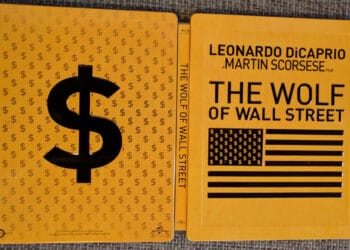 $
THE WOLF OF WALL STREET
LEONARDO DiCAPRIO
A MARTIN SCORSESE FILM
THE WOLF
OF WALL STREET